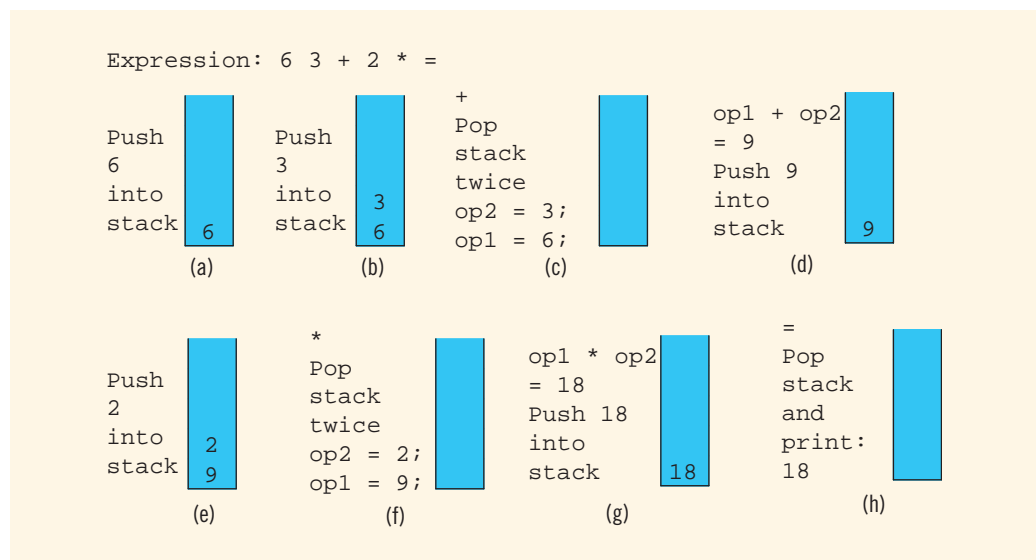 Expression: 6 3 + 2 * =
Push
6
into
stack
6
(a)
Push
3
into
stack
3
6
(b)
+
Pop
stack
twice
op2 = 3;
op1 = 6;
(c)
op1 + op2
= 9
Push 9
into
stack
9
(d)
Push
2
into
stack
2
9
(e)
*
Pop
stack
twice
op2 = 2;
op1 = 9;
(f)
op1 * op2
= 18
Push 18
into
stack
18
(g)
=
Pop
stack
and
print:
18
(h)